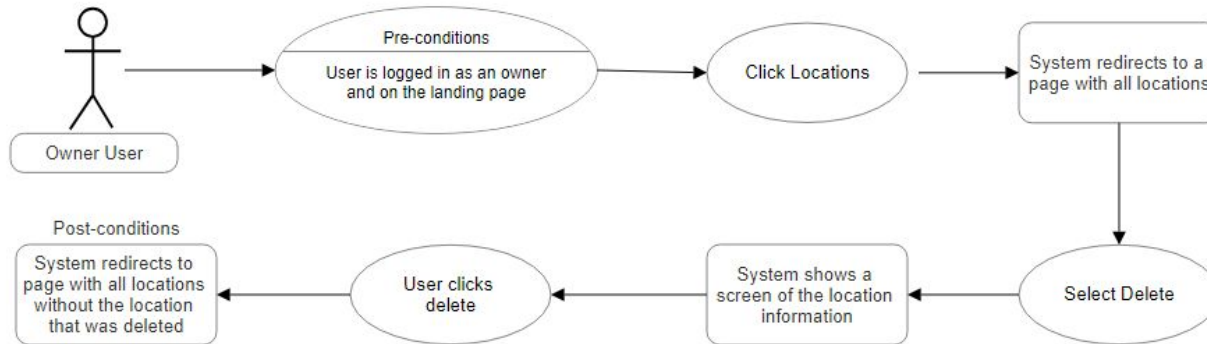 Owner User
Pre-conditions
User is logged in as an owner
and on the landing page
Click Locations
System redirects to a
page with all locations
Select Delete
System shows a
screen of the location
information
User clicks
delete
Post-conditions
System redirects to
page with all locations
without the location
that was deleted